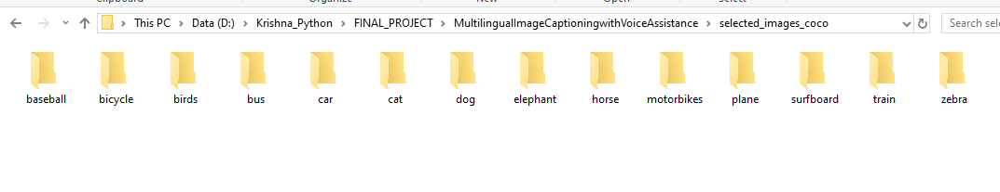 Clipboard Organize New Open Select
This PC > Data (D:) > Krishna_Python > FINAL_PROJECT > MultilingualImageCaptioningwithVoiceAssistance > selected_images_coco
Search sele
baseball bicycle birds bus car cat dog elephant horse motorbikes plane surfboard train zebra